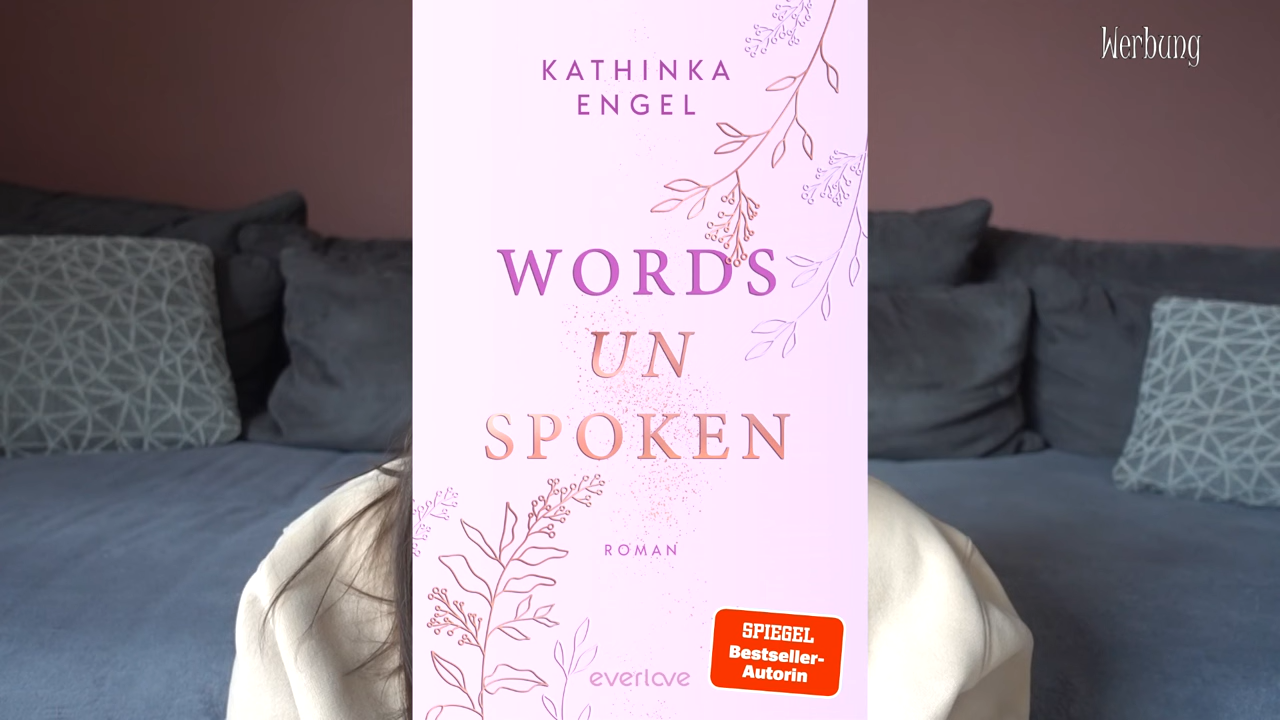 Werbung
KATHINKA
ENGEL
WORDS
UN
SPOKEN
ROMAN
everlove
SPIEGEL
Bestseller-
Autorin